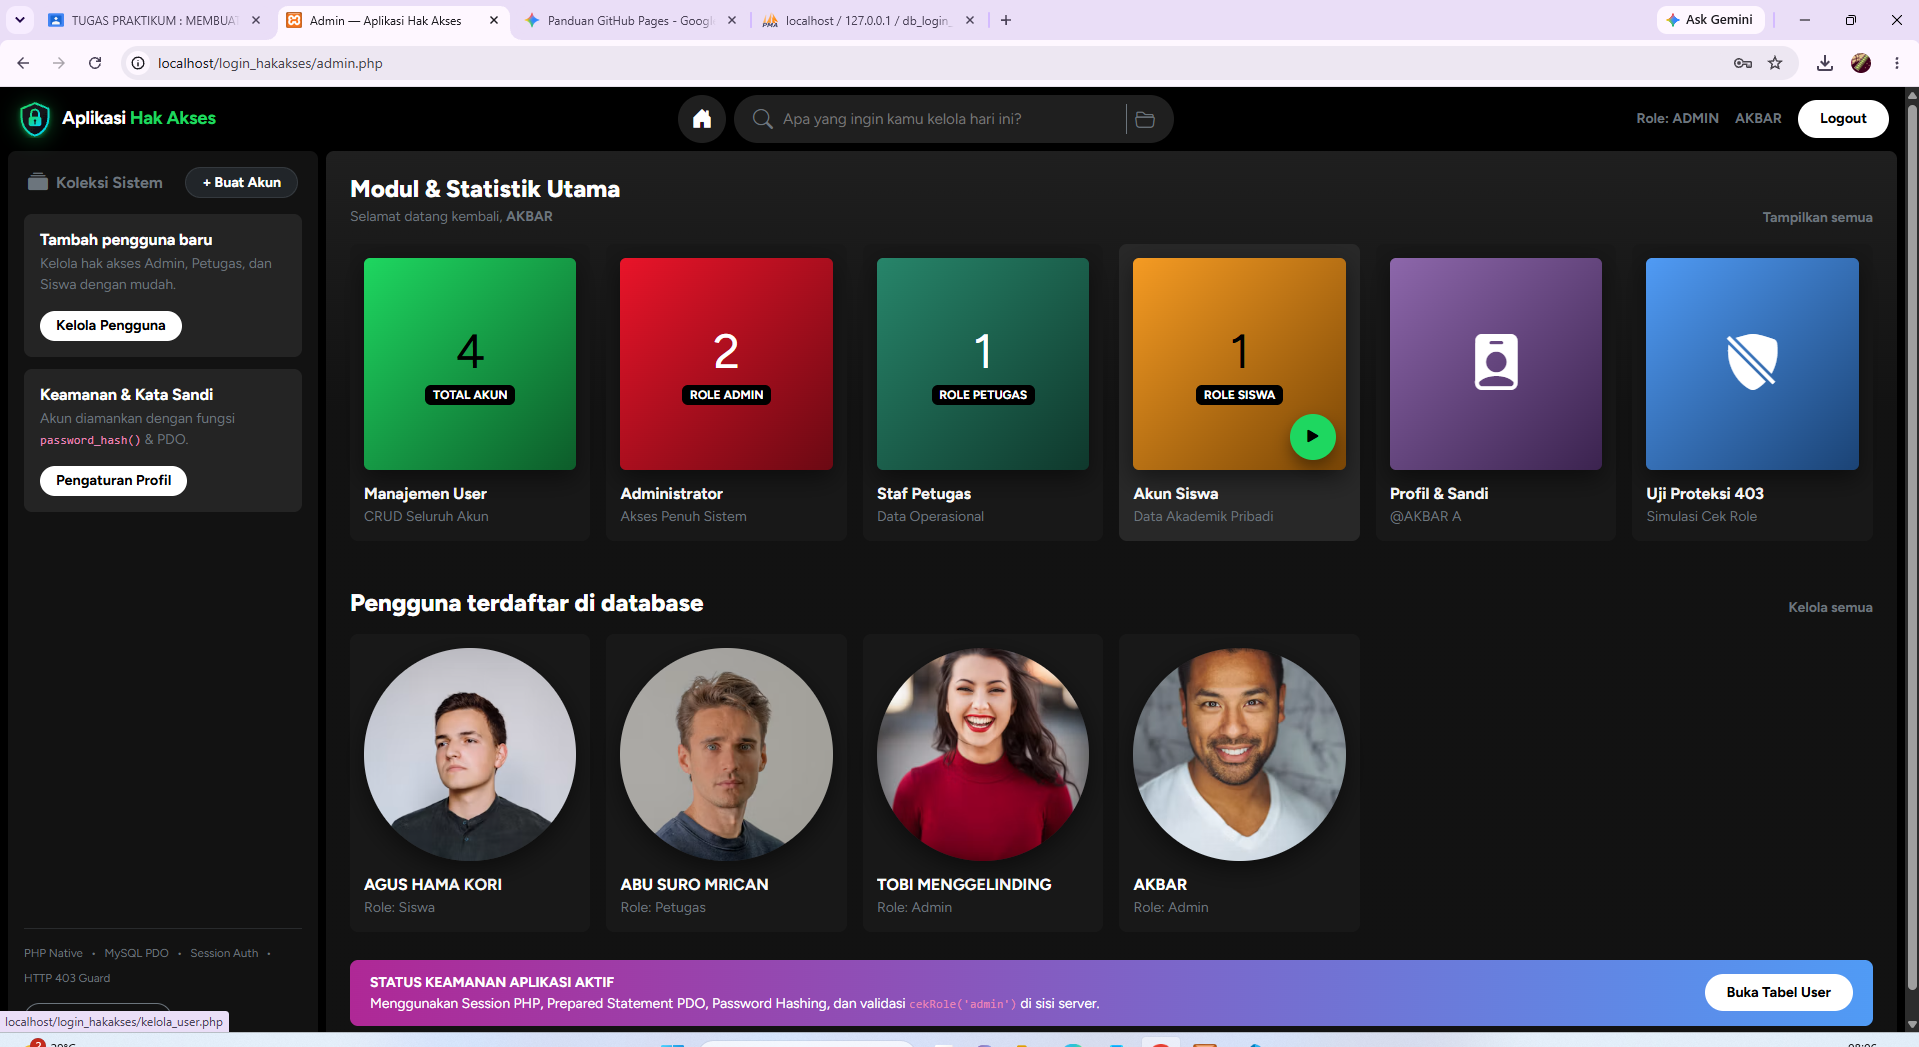 TUGAS PRAKTIKUM : MEMBUAT
Admin — Aplikasi Hak Akses
Panduan GitHub Pages - Googl
localhost / 127.0.0.1 / db_login_
Ask Gemini
localhost/login_hakakses/admin.php
Aplikasi Hak Akses
Apa yang ingin kamu kelola hari ini?
Role: ADMIN
AKBAR
Logout
Koleksi Sistem
+ Buat Akun
Tambah pengguna baru
Kelola hak akses Admin, Petugas, dan
Siswa dengan mudah.
Kelola Pengguna
Keamanan & Kata Sandi
Akun diamankan dengan fungsi
password_hash() & PDO.
Pengaturan Profil
PHP Native • MySQL PDO • Session Auth •
HTTP 403 Guard
localhost/login_hakakses/kelola_user.php
Modul & Statistik Utama
Selamat datang kembali, AKBAR
Tampilkan semua
4
TOTAL AKUN
Manajemen User
CRUD Seluruh Akun
2
ROLE ADMIN
Administrator
Akses Penuh Sistem
1
ROLE PETUGAS
Staf Petugas
Data Operasional
1
ROLE SISWA
Akun Siswa
Data Akademik Pribadi
Profil & Sandi
@AKBAR A
Uji Proteksi 403
Simulasi Cek Role
Pengguna terdaftar di database
Kelola semua
AGUS HAMA KORI
Role: Siswa
ABU SURO MRICAN
Role: Petugas
TOBI MENGGELINDING
Role: Admin
AKBAR
Role: Admin
STATUS KEAMANAN APLIKASI AKTIF
Menggunakan Session PHP, Prepared Statement PDO, Password Hashing, dan validasi cekRole('admin') di sisi server.
Buka Tabel User
2